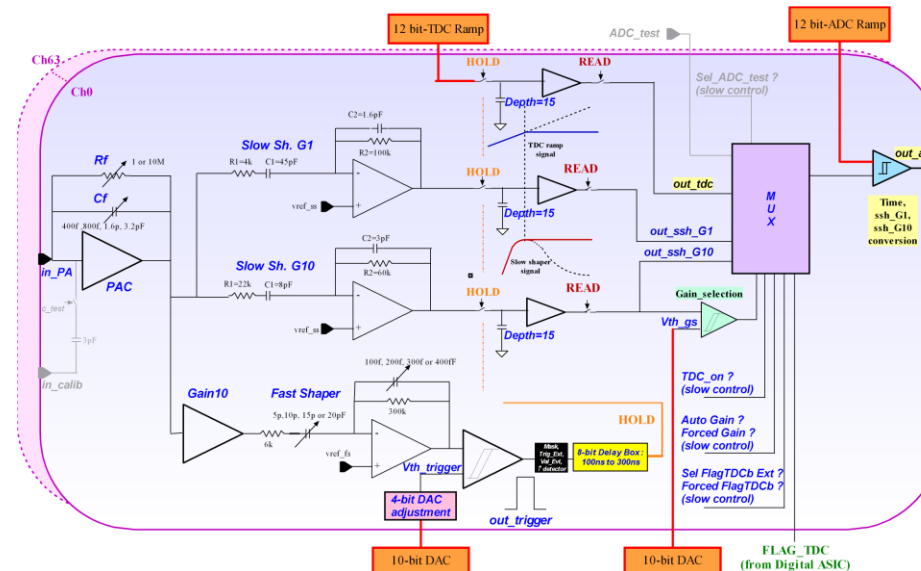 12 bit-TDC Ramp
12 bit-ADC Ramp
ADC_test
Ch63
Ch0
HOLD
READ
Sel_ADC_test ?
(slow control)
Depth=15
C2=1.6pF
R2=100k
Slow Sh. G1
R1=4k
C1=45pF
vref_ss
TDC ramp
signal
Rf
1 or 10M
Cf
400f ,800f, 1.6p, 3.2pF
in_PA
PAC
c_test
3pF
in_calib
HOLD
READ
Depth=15
out_tdc
out_ssh_G1
out_ssh_G10
M
U
X
out_a
Time,
ssh_G1,
ssh_G10
conversion
C2=3pF
R2=60k
Slow Sh. G10
R1=22k
C1=8pF
vref_ss
Slow shaper
signal
HOLD
READ
Depth=15
Gain_selection
Vth_gs
100f, 200f, 300f or 400fF
300k
Gain10
Fast Shaper
5p,10p, 15p or 20pF
6k
vref_fs
Vth_trigger
HOLD
Mask,
Trig_Ext,
Val_Evt,
detector
8-bit Delay Box :
100ns to 300ns
4-bit DAC
adjustment
out_trigger
10-bit DAC
10-bit DAC
TDC_on ?
(slow control)
Auto Gain ?
Forced Gain ?
(slow control)
Sel FlagTDCb Ext ?
Forced FlagTDCb ?
(slow control)
FLAG_TDC
(from Digital ASIC)